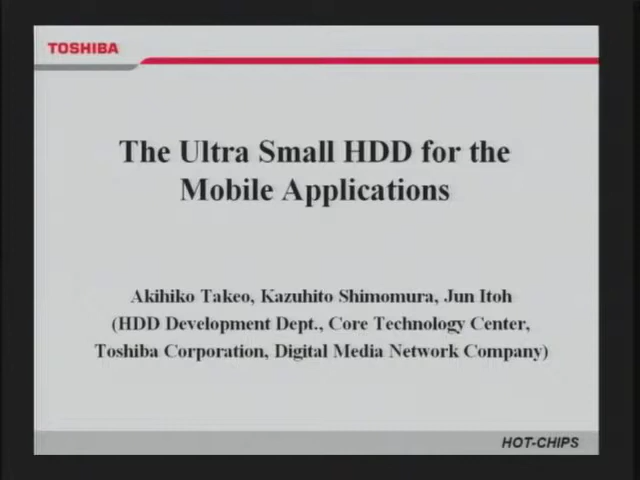 TOSHIBA
The Ultra Small HDD for the
Mobile Applications
Akihiko Takeo, Kazuhito Shimomura, Jun Itoh
(HDD Development Dept., Core Technology Center,
Toshiba Corporation, Digital Media Network Company)
HOT-CHIPS